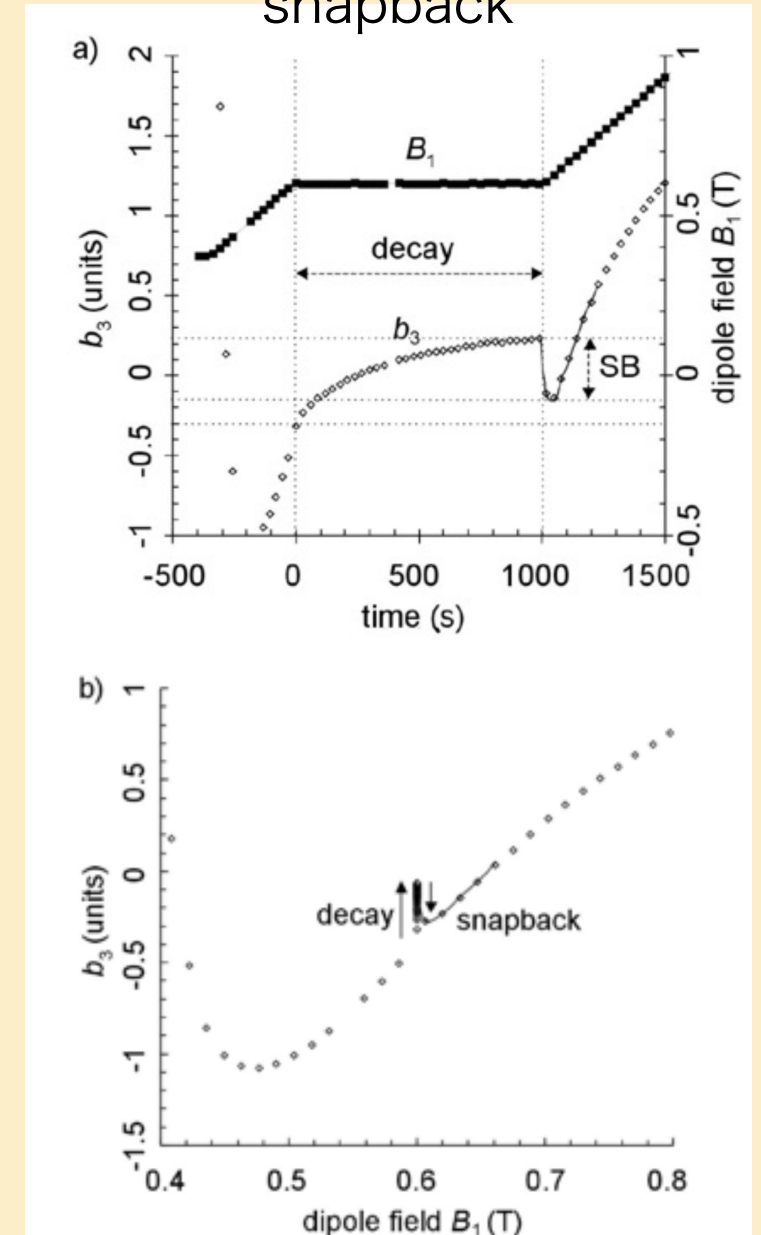 snapback
a)
2
1.5
1
0.5
0
-0.5
-1
b3 (units)
1
0.5
0
-0.5
dipole field B1 (T)
B1
decay
b3
SB
-500 0 500 1000 1500
time (s)
b)
1
0.5
0
-0.5
-1
-1.5
b3 (units)
decay
snapback
0.4 0.5 0.6 0.7 0.8
dipole field B1 (T)